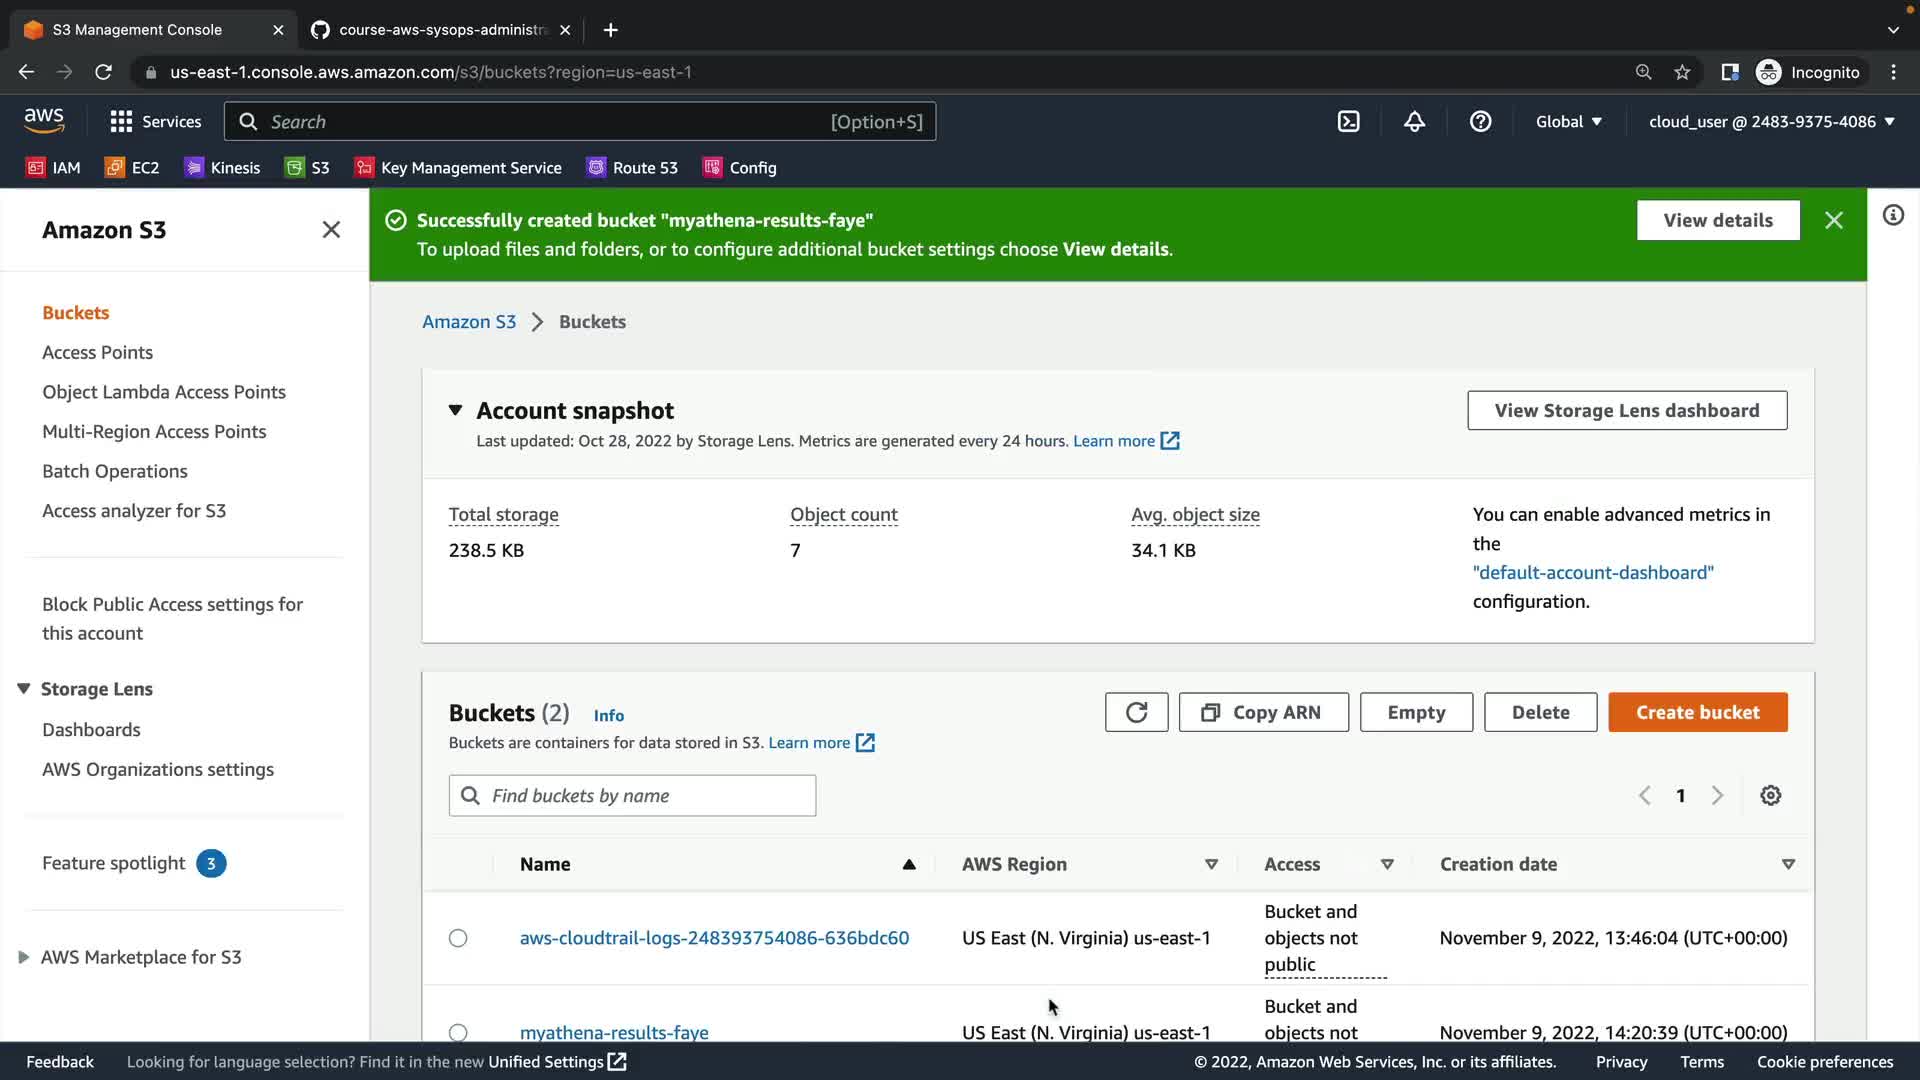 S3 Management Console
course-aws-sysops-administra
us-east-1.console.aws.amazon.com/s3/buckets?region=us-east-1
Incognito
aws
Services
Search
[Option+S]
Global
cloud_user @ 2483-9375-4086
IAM
EC2
Kinesis
S3
Key Management Service
Route 53
Config
Amazon S3
Buckets
Access Points
Object Lambda Access Points
Multi-Region Access Points
Batch Operations
Access analyzer for S3
Block Public Access settings for
this account
Storage Lens
Dashboards
AWS Organizations settings
Feature spotlight 3
AWS Marketplace for S3
Successfully created bucket "myathena-results-faye"
To upload files and folders, or to configure additional bucket settings choose View details.
View details
Amazon S3 > Buckets
Account snapshot
Last updated: Oct 28, 2022 by Storage Lens. Metrics are generated every 24 hours. Learn more
View Storage Lens dashboard
Total storage
238.5 KB
Object count
7
Avg. object size
34.1 KB
You can enable advanced metrics in
the
"default-account-dashboard"
configuration.
Buckets (2) Info
Buckets are containers for data stored in S3. Learn more
Copy ARN
Empty
Delete
Create bucket
Find buckets by name
1
Name
AWS Region
Access
Creation date
aws-cloudtrail-logs-248393754086-636bdc60
US East (N. Virginia) us-east-1
Bucket and
objects not
public
November 9, 2022, 13:46:04 (UTC+00:00)
myathena-results-faye
US East (N. Virginia) us-east-1
Bucket and
objects not
November 9, 2022, 14:20:39 (UTC+00:00)
Feedback
Looking for language selection? Find it in the new Unified Settings
© 2022, Amazon Web Services, Inc. or its affiliates.
Privacy
Terms
Cookie preferences